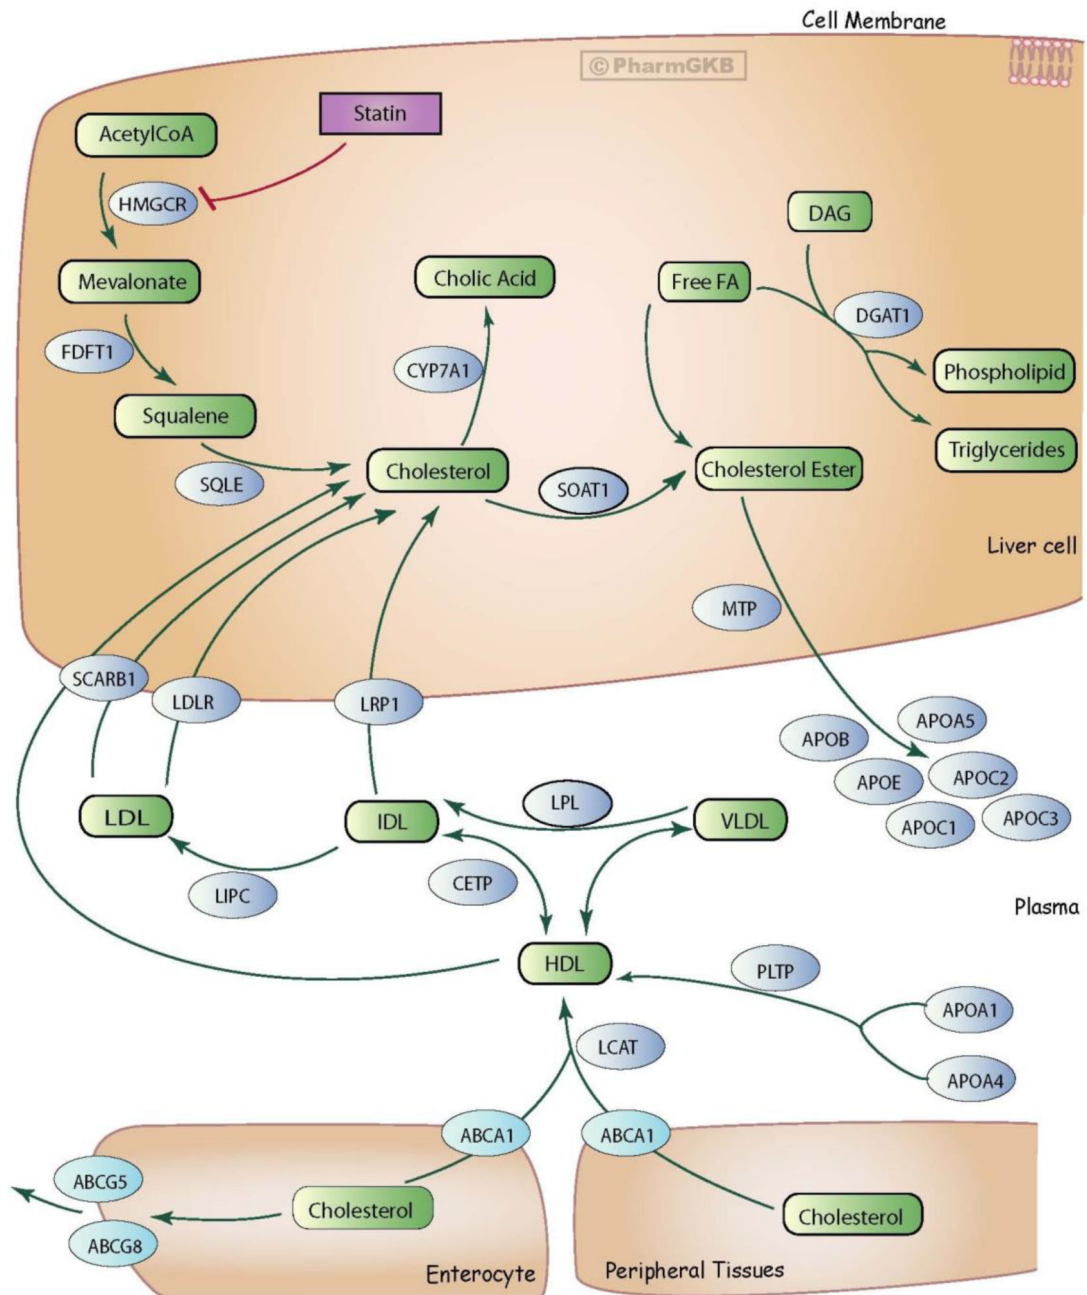 Cell Membrane
© PharmGKB
Statin
AcetylCoA
HMGCR
DAG
Mevalonate
Cholic Acid
Free FA
DGAT1
FDFT1
CYP7A1
Phospholipid
Squalene
Triglycerides
Cholesterol
Cholesterol Ester
SQLE
SOAT1
Liver cell
MTP
SCARB1
LDLR
LRP1
APOA5
APOB
APOE
APOC2
LDL
IDL
LPL
VLDL
APOC1
APOC3
LIPC
CETP
Plasma
HDL
PLTP
APOA1
LCAT
APOA4
ABCA1
ABCA1
ABCG5
Cholesterol
Cholesterol
ABCG8
Enterocyte
Peripheral Tissues